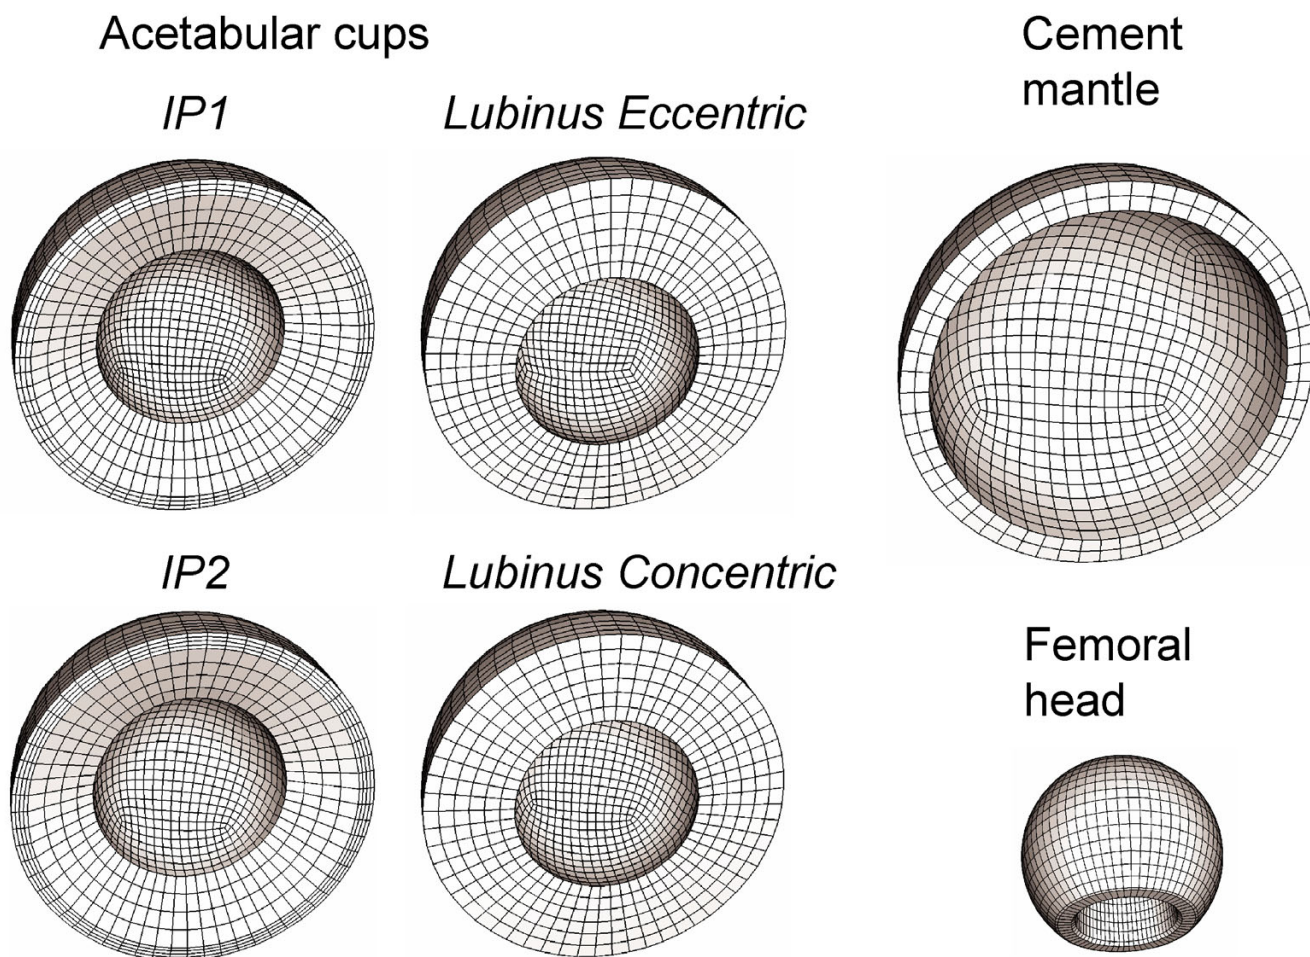 Acetabular cups
IP1
Lubinus Eccentric
IP2
Lubinus Concentric
Cement
mantle
Femoral
head